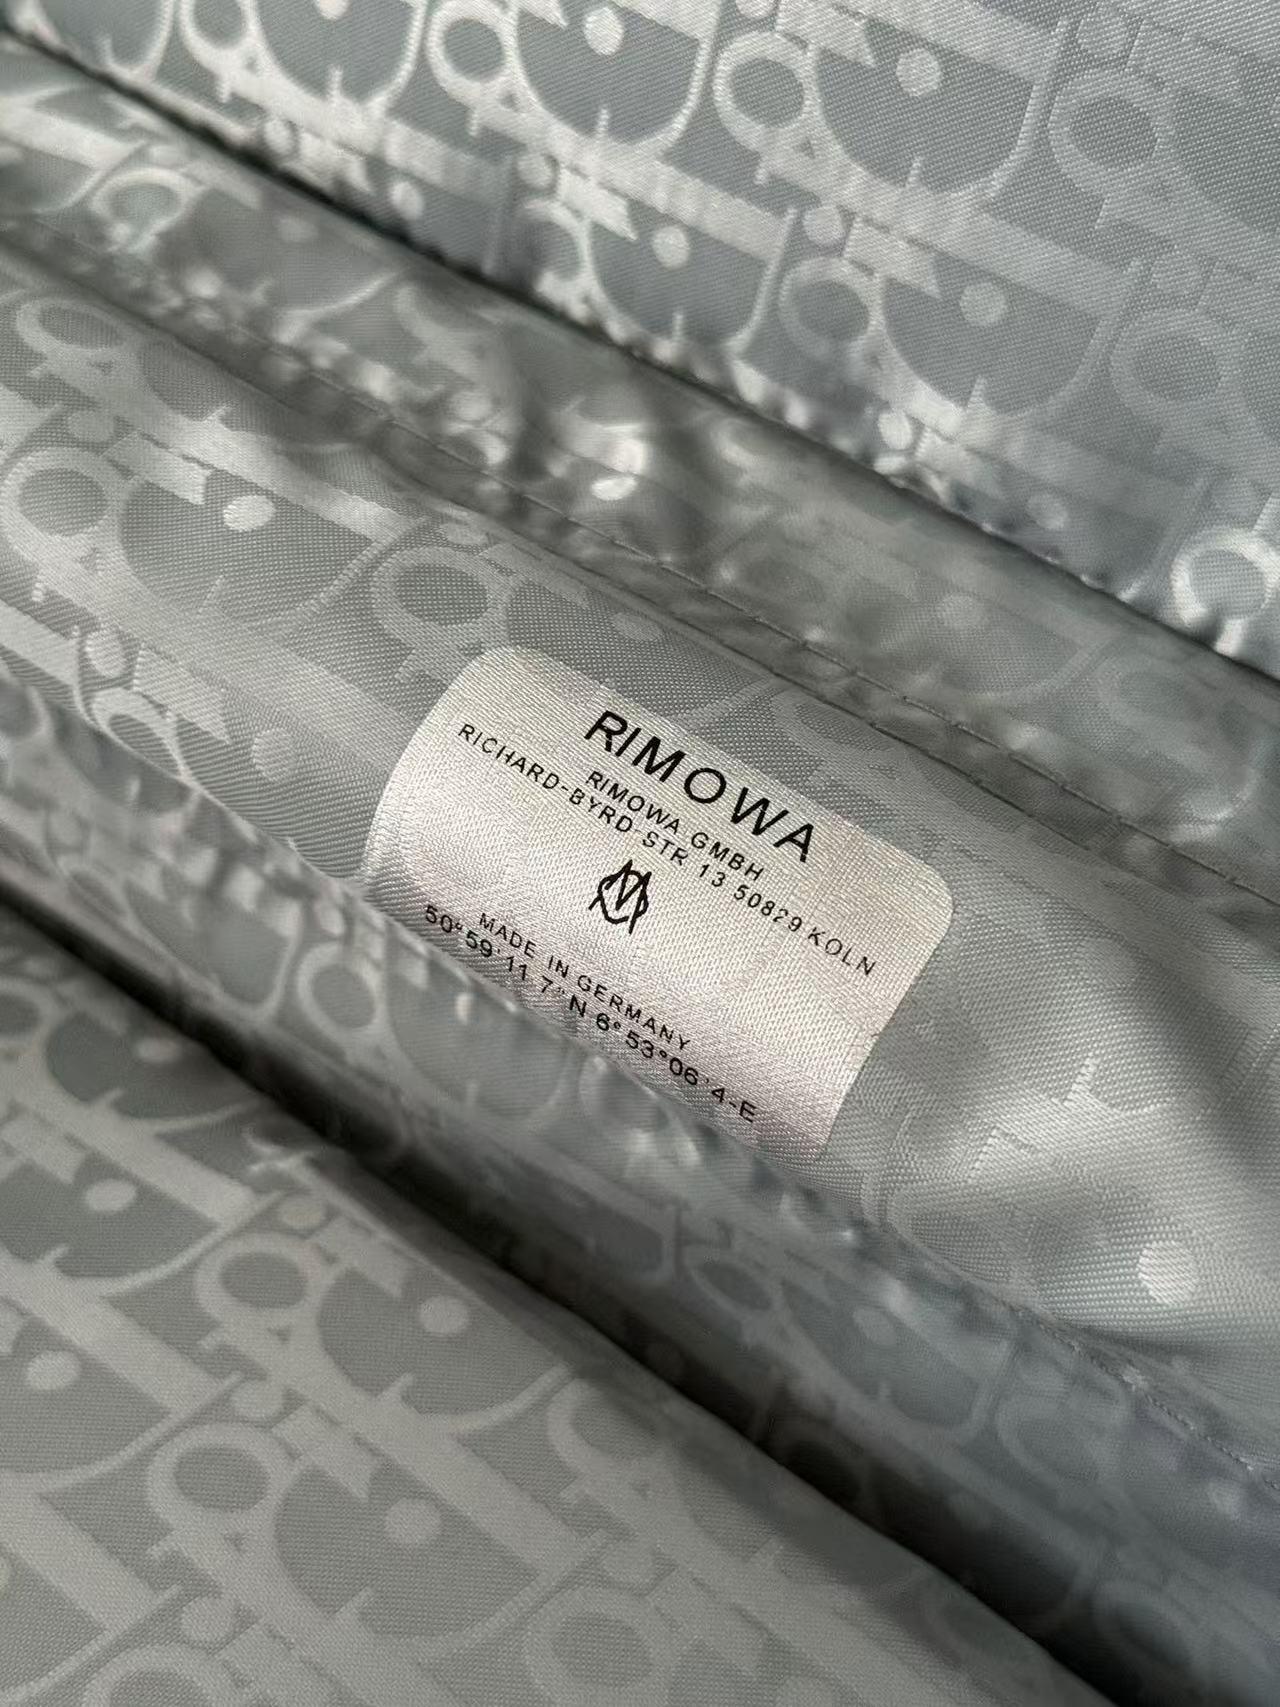 RIMOWA
RIMOWA GMBH
RICHARD-BYRD-STR 13 50829 KOLN
MADE IN GERMANY
50°59'11 7"N 6°53°06'4-E